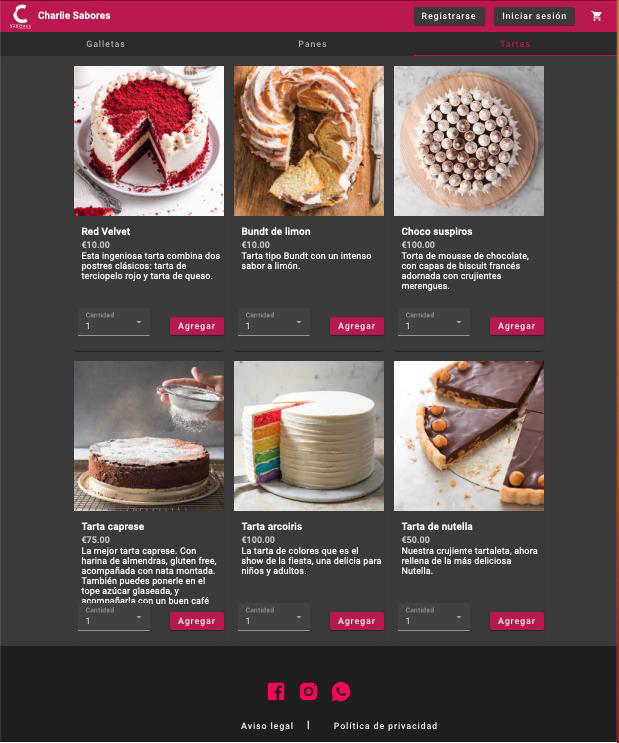 SABORES
Charlie Sabores
Registrarse
Iniciar sesión
Galletas
Panes
Tartas
Red Velvet
€10.00
Esta ingeniosa tarta combina dos
postres clásicos: tarta de
terciopelo rojo y tarta de queso.
Cantidad
1
Agregar
Bundt de limon
€10.00
Tarta tipo Bundt con un intenso
sabor a limón.
Cantidad
1
Agregar
Choco suspiros
€100.00
Torta de mousse de chocolate,
con capas de biscuit francés
adornada con crujientes
merengues.
Cantidad
1
Agregar
Tarta caprese
€75.00
La mejor tarta caprese. Con
harina de almendras, gluten free,
acompañada con nata montada.
También puedes ponerle en el
tope azúcar glaseada, y
acompañarla con un buen café
Cantidad
1
Agregar
Tarta arcoiris
€100.00
La tarta de colores que es el
show de la fiesta, una delicia para
niños y adultos.
Cantidad
1
Agregar
Tarta de nutella
€50.00
Nuestra crujiente tartaleta, ahora
rellena de la más deliciosa
Nutella.
Cantidad
1
Agregar
Aviso legal | Política de privacidad